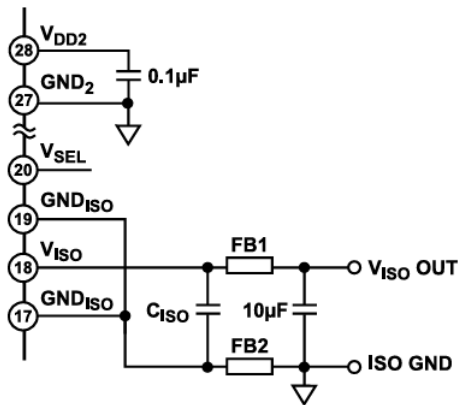 28 VDD2
0.1µF
27 GND2
20 VSEL
19 GNDISO
18 VISO
FB1
VISO OUT
17 GNDISO
CISO
10µF
FB2
ISO GND